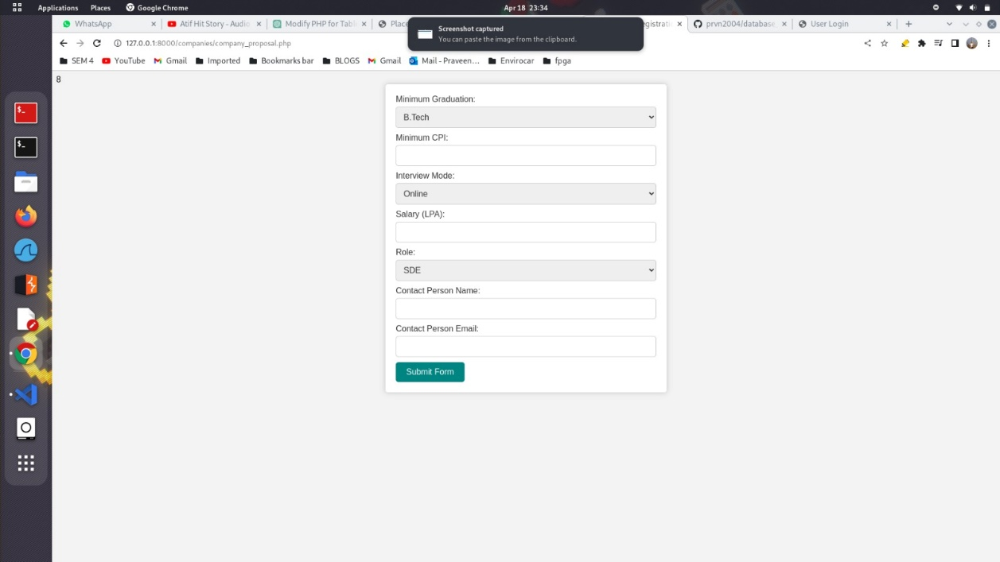 Applications Places Google Chrome Apr 18 23:34
WhatsApp Atif Hit Story - Audio Modify PHP for Tabl Place egistratio prvn2004/database_ User Login
Screenshot captured
You can paste the image from the clipboard.
127.0.0.1:8000/companies/company_proposal.php
SEM 4 YouTube Gmail Imported Bookmarks bar BLOGS Gmail Mail - Praveen... Envirocar fpga
8
Minimum Graduation:
B.Tech
Minimum CPI:
Interview Mode:
Online
Salary (LPA):
Role:
SDE
Contact Person Name:
Contact Person Email:
Submit Form